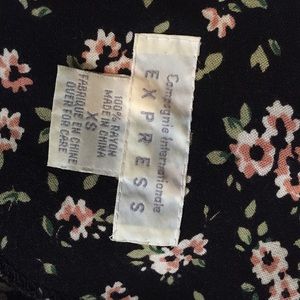 Compagnie Internationale
EXPRESS
100% RAYON
MADE IN CHINA
XS
FABRIQUE EN CHINE
OVER FOR CARE